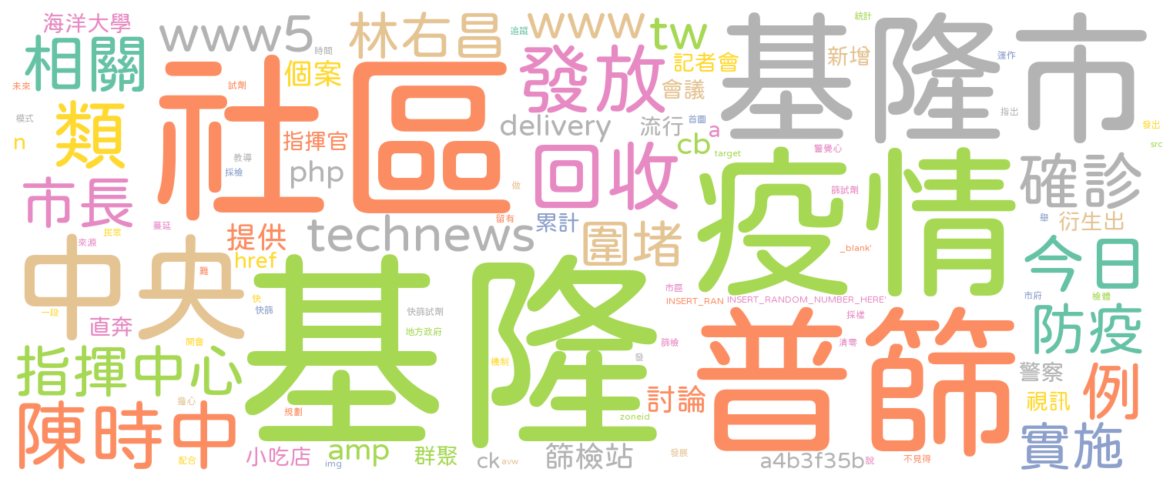 海洋大學
相關
www5
時間
林右昌
追蹤
www
tw
統計
基隆市
未來
試劑
個案
發放
記者會
新增
運作
模式
類
社區
會議
指出
n
指揮官
delivery
流行
首圖
a
發出
src
教導
採檢
php
cb
target
警覺心
市長
回收
疫情
確診
做
篩試劑
留有
累計
舉
衍生出
蔓延
提供
technews
圍堵
來源
中央
難
href
_blank'
今日
快
市區
INSERT_RAN
INSERT_RANDOM_NUMBER_HERE'
市府
檢體
一段
直奔
快篩
基隆
快篩試劑
採樣
防疫
地方政府
普篩
開會
篩檢
清零
指揮中心
發
機制
警察
例
擔心
規劃
討論
視訊
陳時中
zoneid
實施
小吃店
amp
群聚
篩檢站
發展
配合
img
ck
avw
a4b3f35b
說
不見得